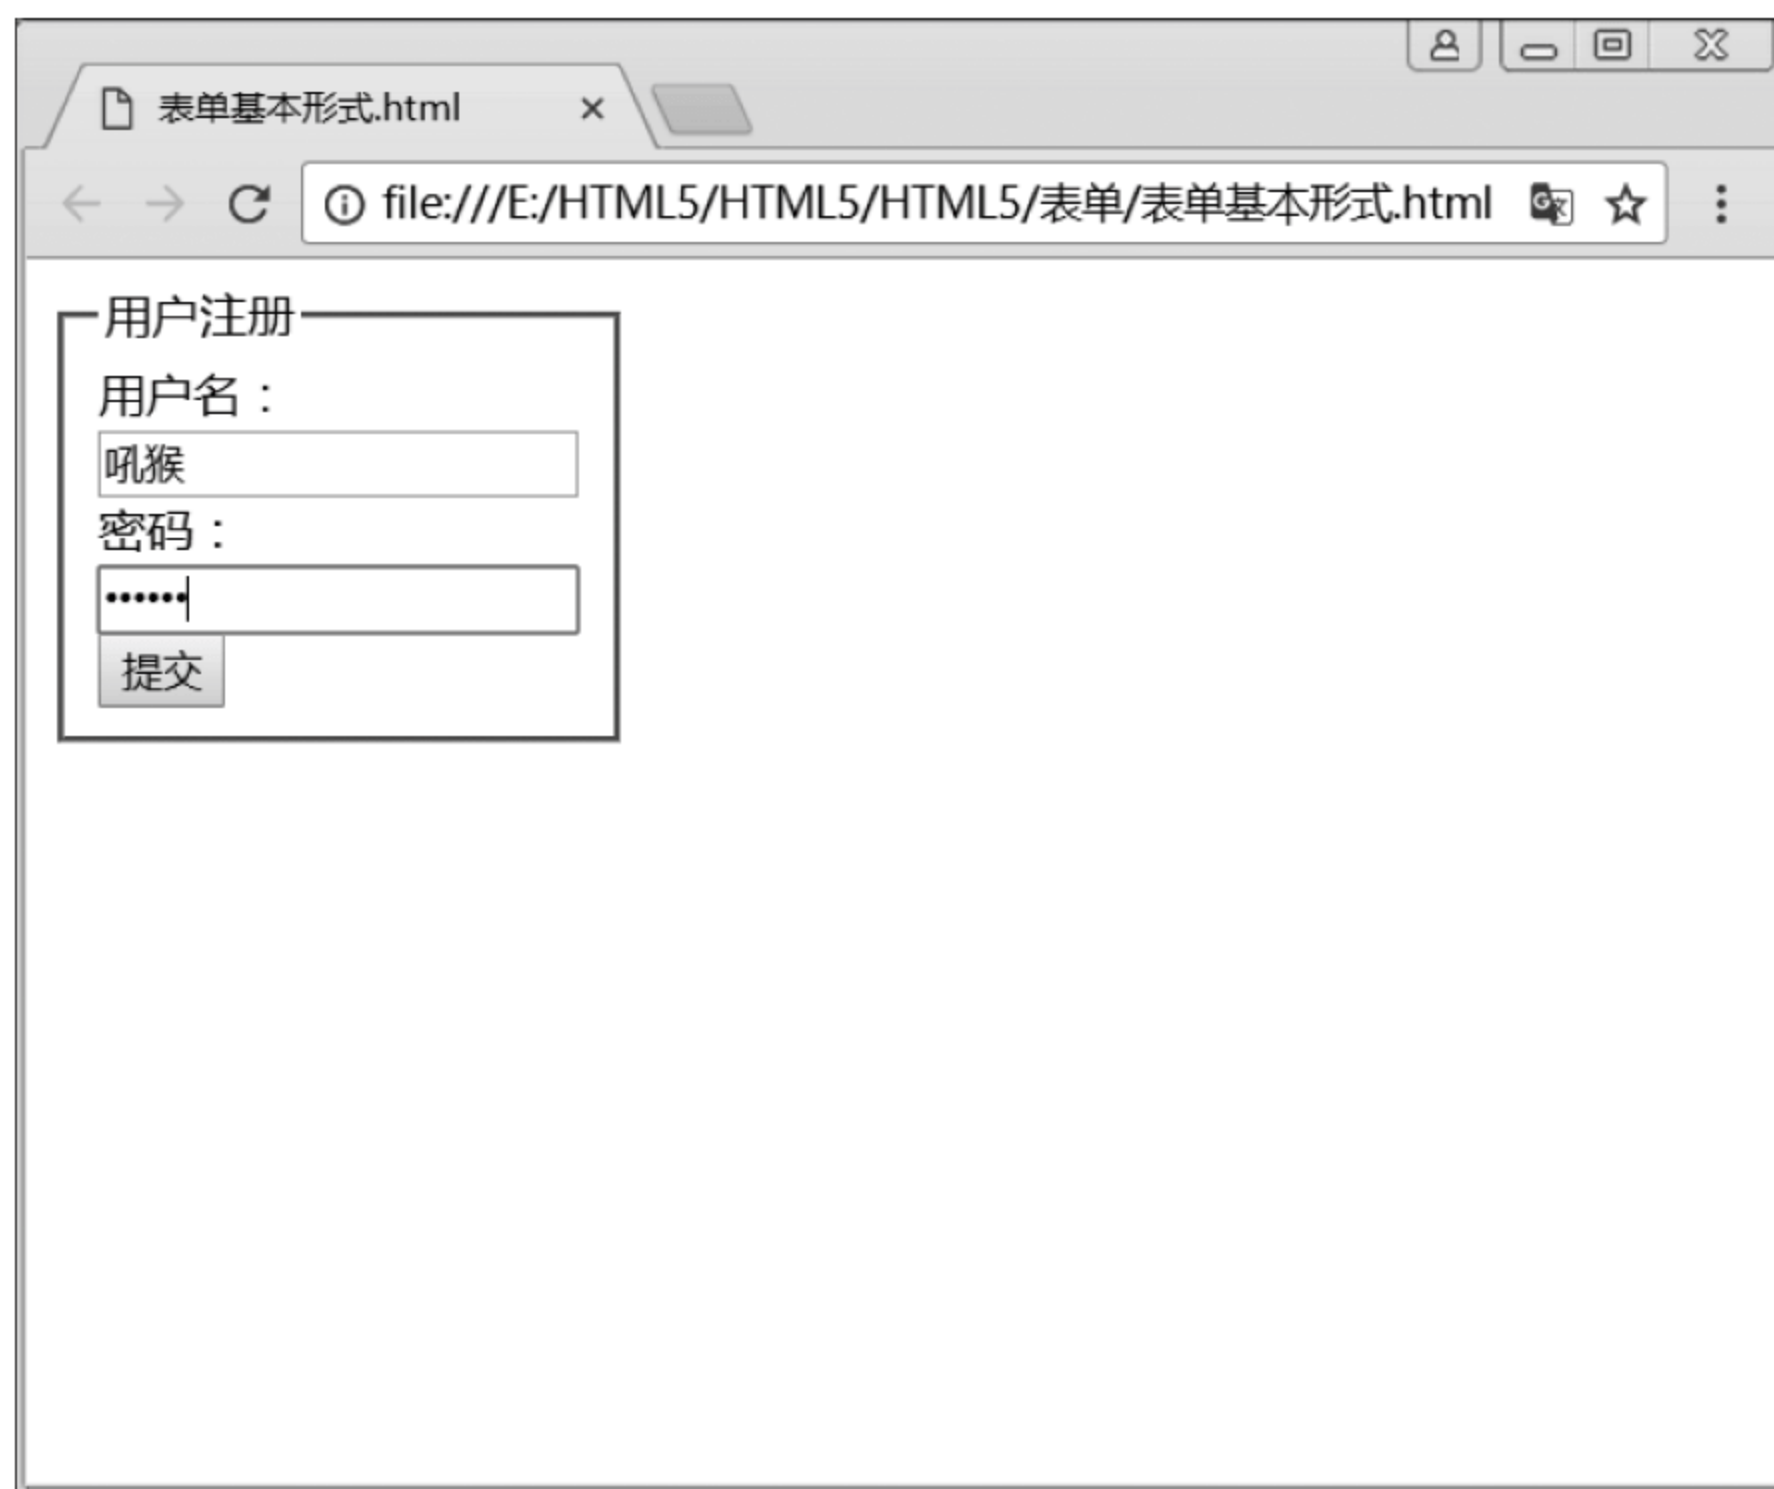 表单基本形式.html
file:///E:/HTML5/HTML5/HTML5/表单/表单基本形式.html
用户注册
用户名：
吼猴
密码：
••••••
提交